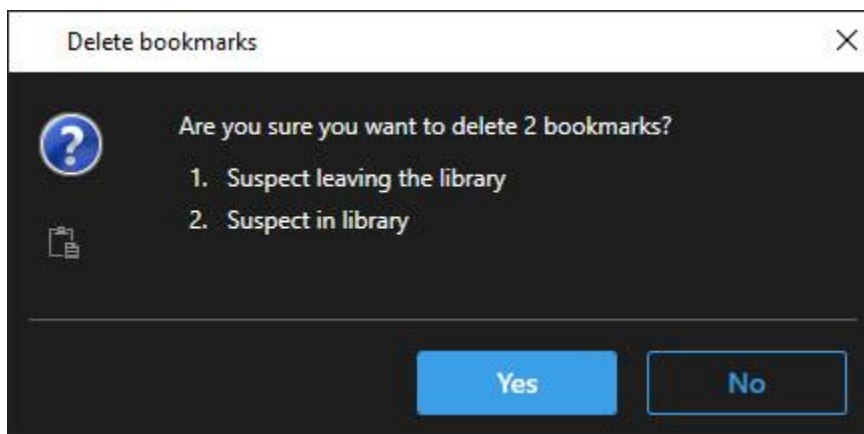 Delete bookmarks
Are you sure you want to delete 2 bookmarks?
1. Suspect leaving the library
2. Suspect in library
Yes
No